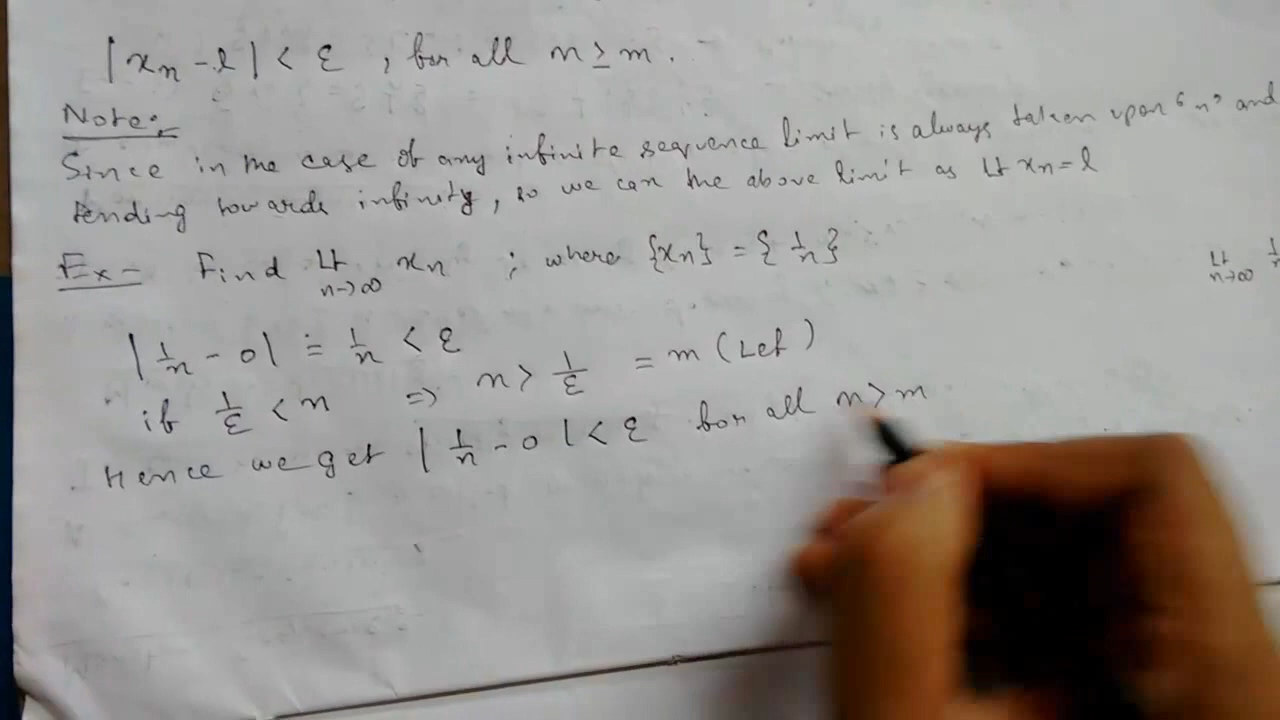 |xn - l| < ε , for all n ≥ m.
Note:
Since in the case of any infinite sequence limit is always taken upon 'n' and
tending towards infinity, so we can the above limit as Lt xn = l
Ex - Find Lt n→∞ xn ; where {xn} = {1/n}
Lt n→∞ 1/n
|1/n - 0| = 1/n < ε
if 1/ε < n ⇒ n > 1/ε = m (Let)
Hence we get |1/n - 0| < ε for all n > m